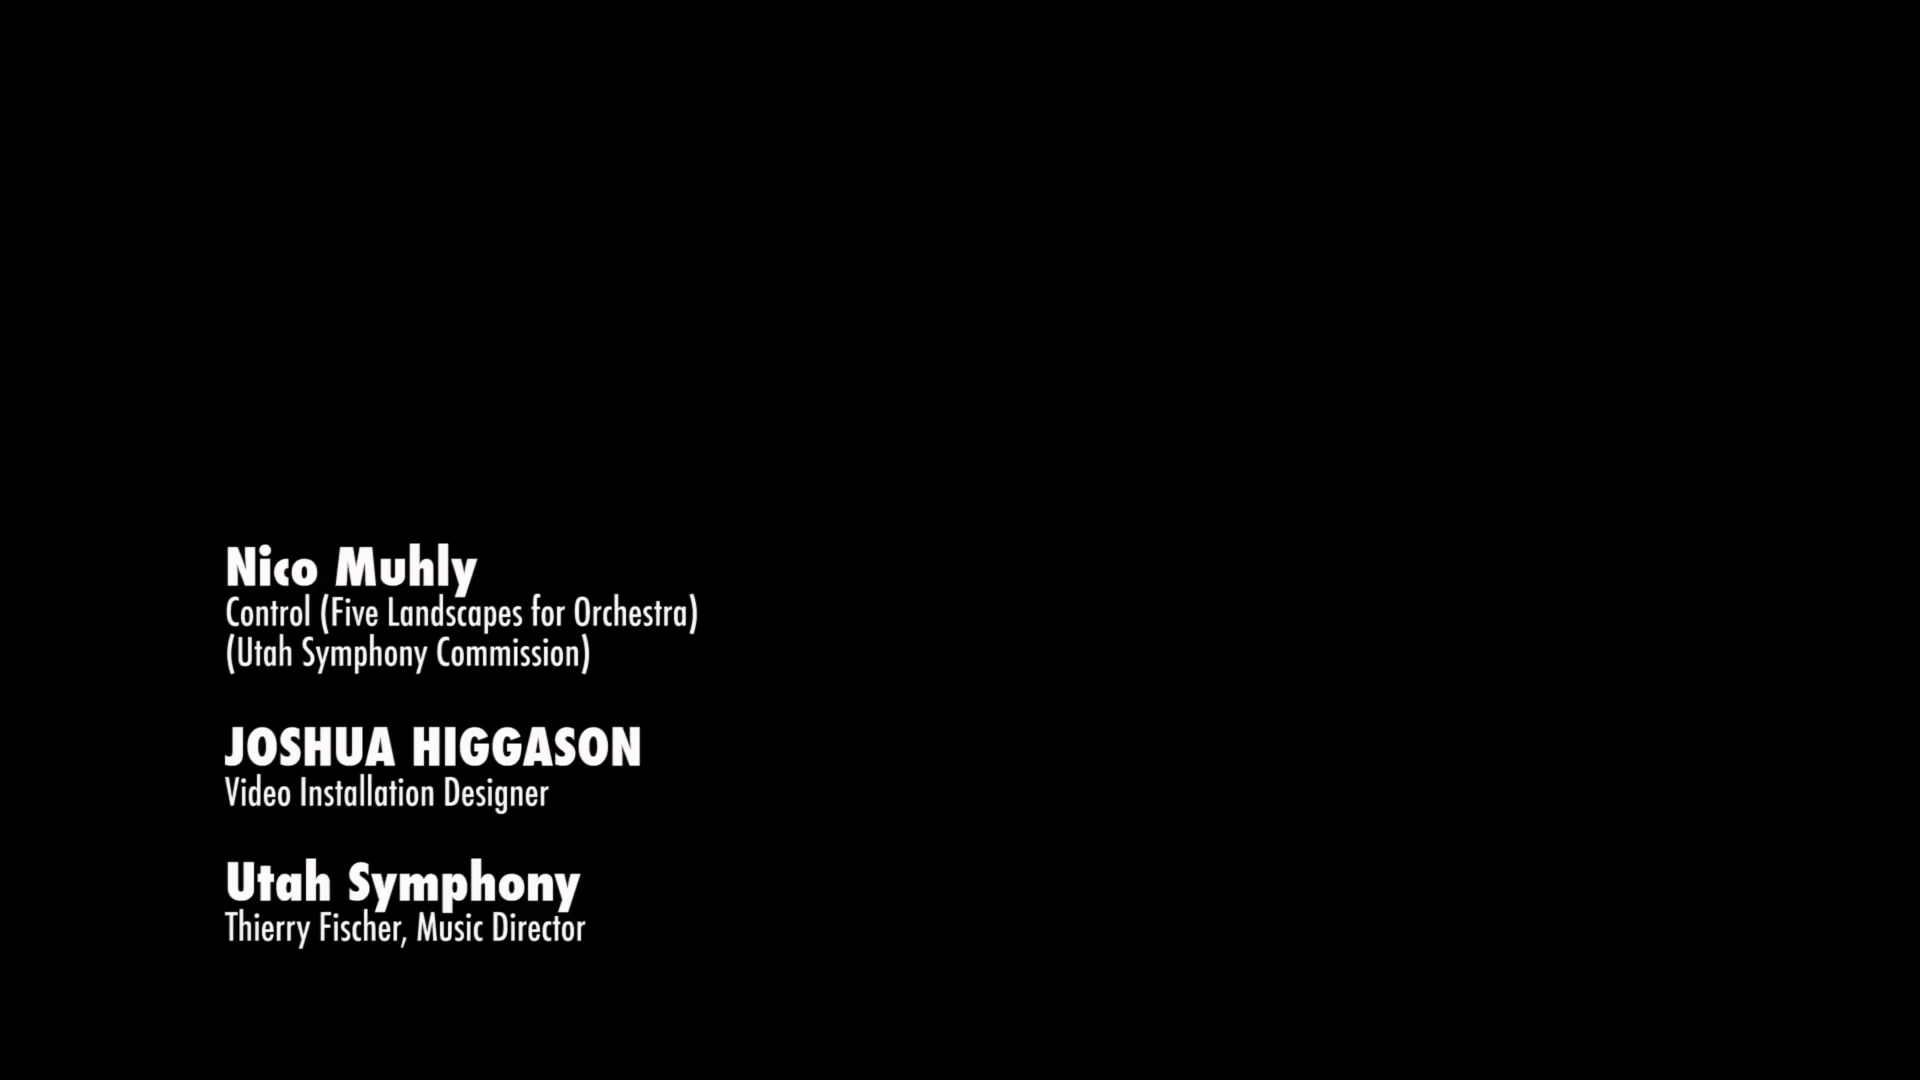 Nico Muhly
Control (Five Landscapes for Orchestra)
(Utah Symphony Commission)
JOSHUA HIGGASON
Video Installation Designer
Utah Symphony
Thierry Fischer, Music Director